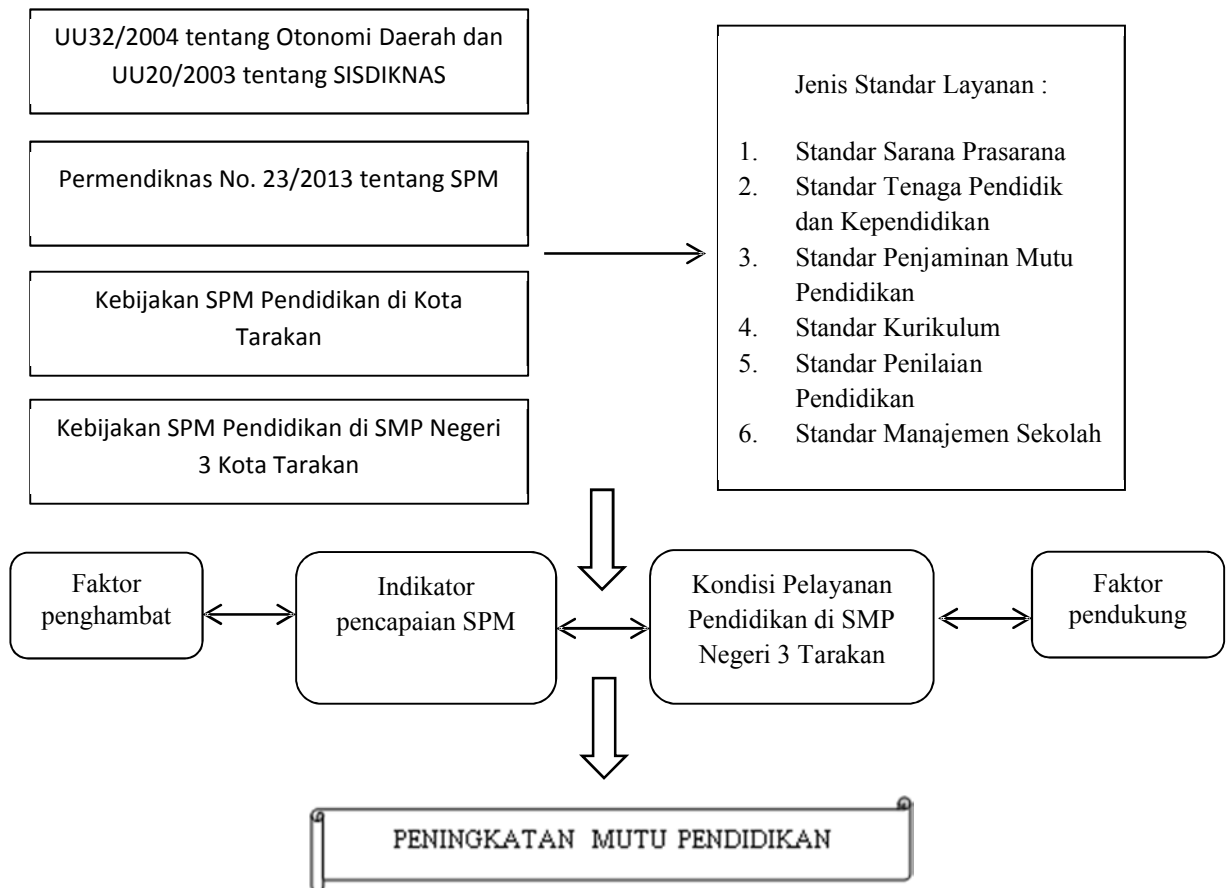 UU32/2004 tentang Otonomi Daerah dan
UU20/2003 tentang SISDIKNAS
Permendiknas No. 23/2013 tentang SPM
Kebijakan SPM Pendidikan di Kota
Tarakan
Kebijakan SPM Pendidikan di SMP Negeri
3 Kota Tarakan
Jenis Standar Layanan :
1. Standar Sarana Prasarana
2. Standar Tenaga Pendidik
dan Kependidikan
3. Standar Penjaminan Mutu
Pendidikan
4. Standar Kurikulum
5. Standar Penilaian
Pendidikan
6. Standar Manajemen Sekolah
Faktor
penghambat
Indikator
pencapaian SPM
Kondisi Pelayanan
Pendidikan di SMP
Negeri 3 Tarakan
Faktor
pendukung
PENINGKATAN MUTU PENDIDIKAN